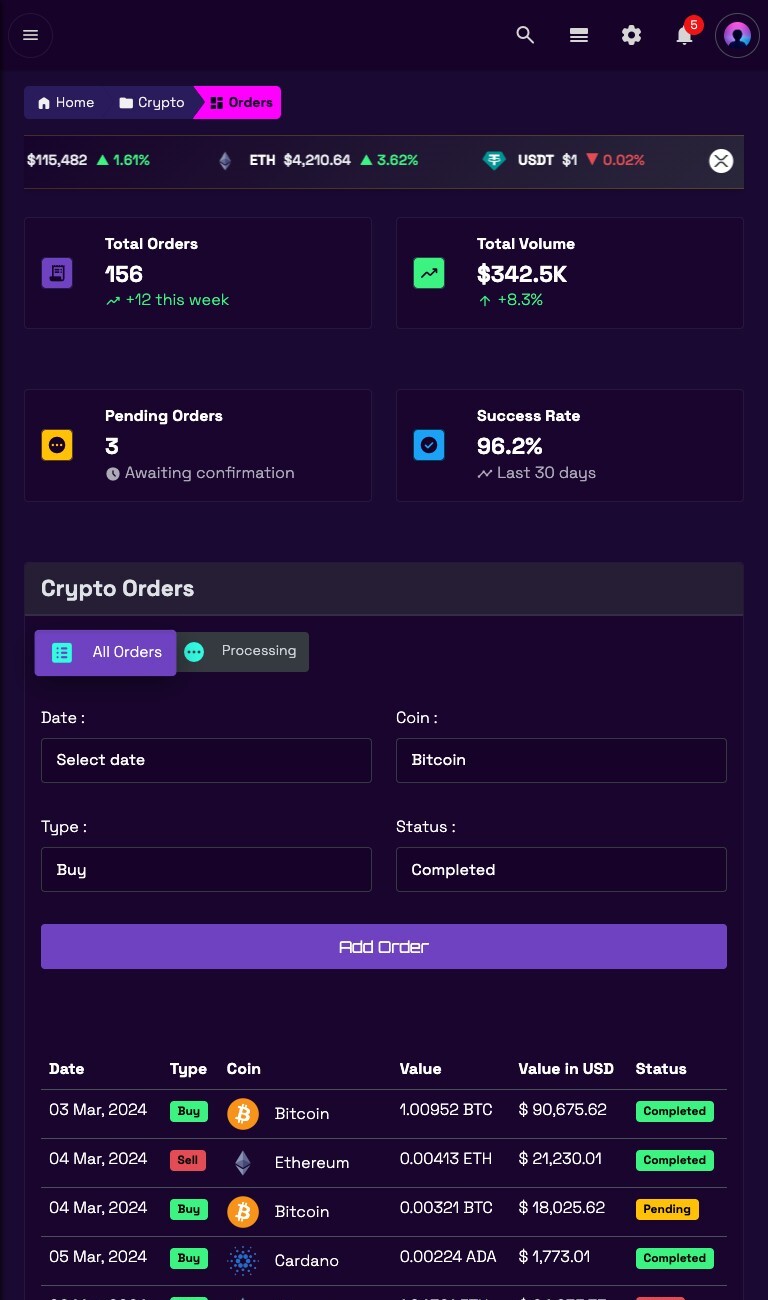 5
Home Crypto Orders
$115,482 ▲ 1.61% ETH $4,210.64 ▲ 3.62% USDT $1 ▼ 0.02%
Total Orders
156
+12 this week
Total Volume
$342.5K
+8.3%
Pending Orders
3
Awaiting confirmation
Success Rate
96.2%
Last 30 days
Crypto Orders
All Orders Processing
Date :
Select date
Coin :
Bitcoin
Type :
Buy
Status :
Completed
Add Order
Date Type Coin Value Value in USD Status
03 Mar, 2024 Buy Bitcoin 1.00952 BTC $ 90,675.62 Completed
04 Mar, 2024 Sell Ethereum 0.00413 ETH $ 21,230.01 Completed
04 Mar, 2024 Buy Bitcoin 0.00321 BTC $ 18,025.62 Pending
05 Mar, 2024 Buy Cardano 0.00224 ADA $ 1,773.01 Completed